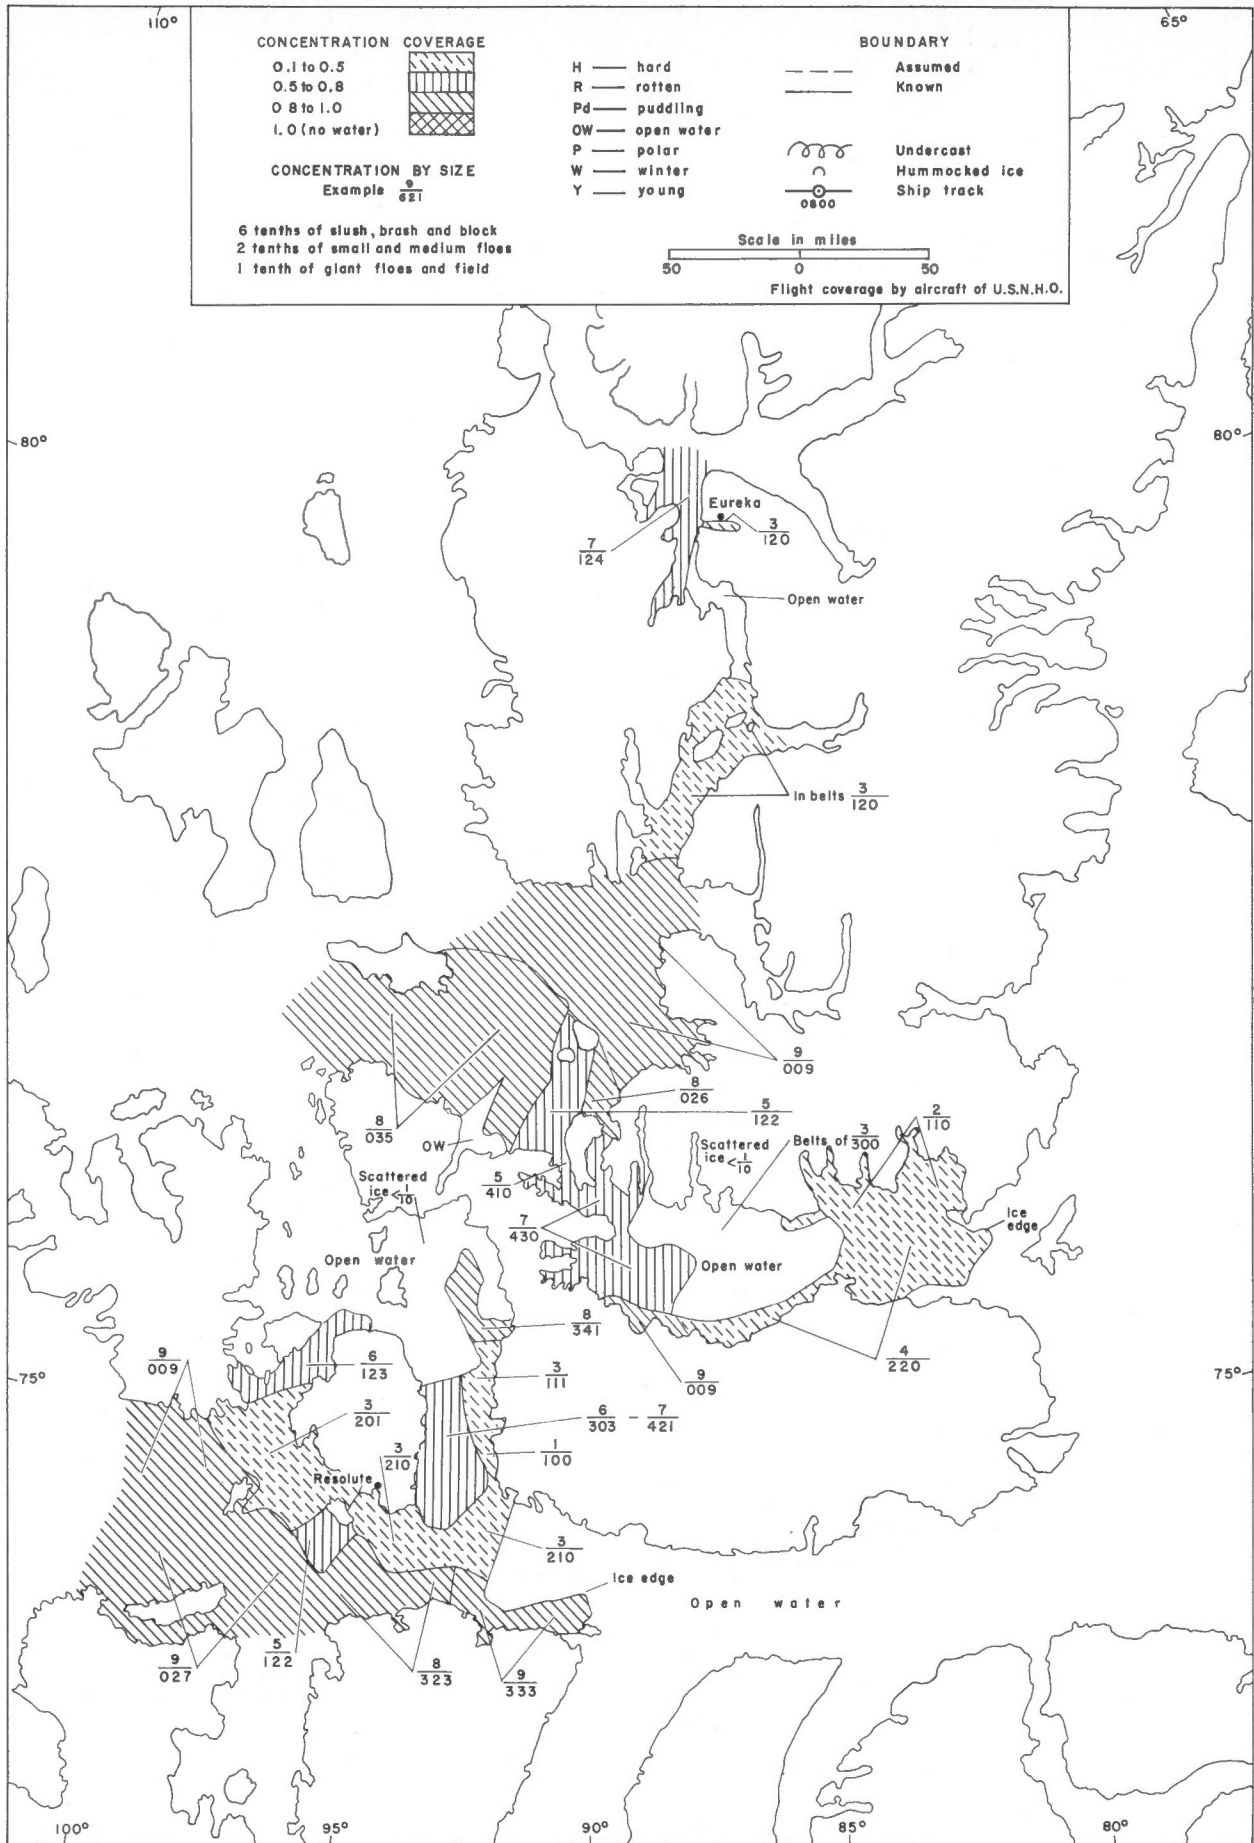 110°
65°
CONCENTRATION COVERAGE
0.1 to 0.5
0.5 to 0.8
0 8 to 1.0
1.0 (no water)
CONCENTRATION BY SIZE
Example 9/621
6 tenths of slush, brash and block
2 tenths of small and medium floes
1 tenth of giant floes and field
H — hard
R — rotten
Pd — puddling
OW — open water
P — polar
W — winter
Y — young
BOUNDARY
Assumed
Known
Undercast
Hummocked ice
Ship track
0800
Scale in miles
50 0 50
Flight coverage by aircraft of U.S.N.H.O.
80°
80°
Eureka
3/120
7/124
Open water
In belts 3/120
9/009
8/026
8/035
5/122
2/110
OW
Scattered ice <1/10
Belts of 3/300
Scattered ice <1/10
5/410
7/430
Ice edge
Open water
Open water
8/341
9/009
4/220
9/009
6/123
3/111
75°
75°
3/201
6/303 - 7/421
3/210
1/100
Resolute
3/210
Ice edge
Open water
9/027
5/122
8/323
9/333
100°
95°
90°
85°
80°